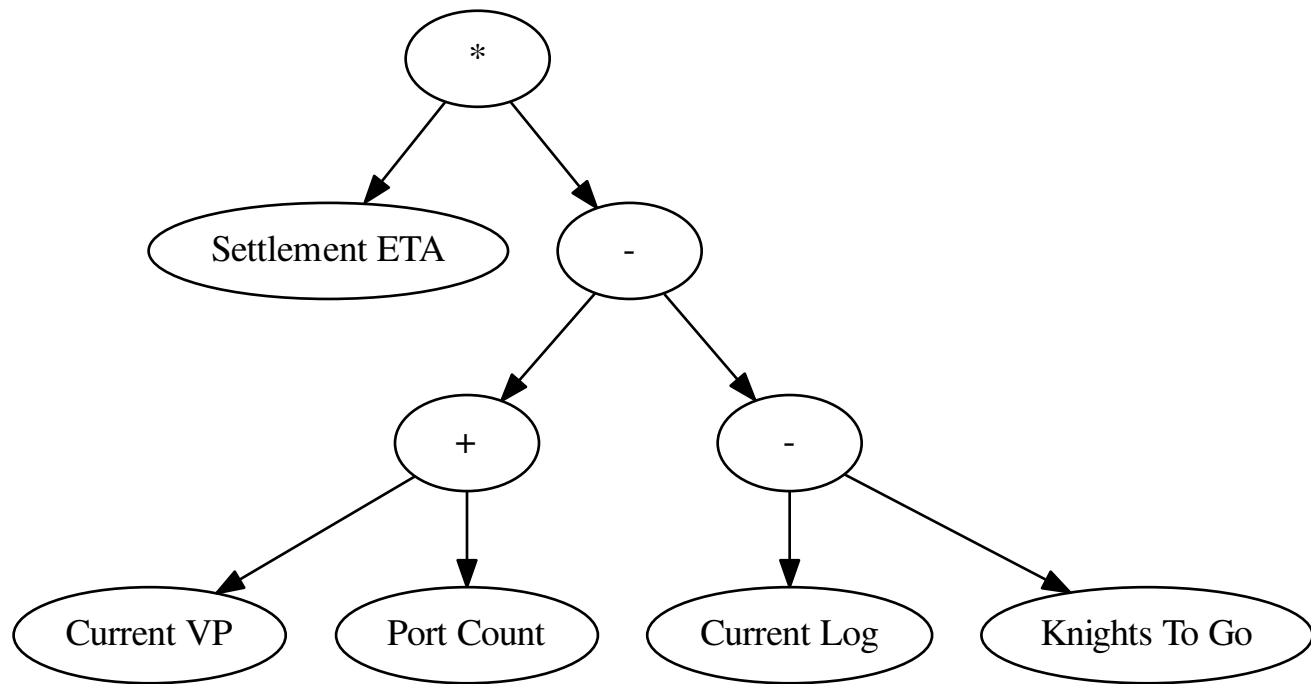 *
Settlement ETA
-
+
-
Current VP
Port Count
Current Log
Knights To Go